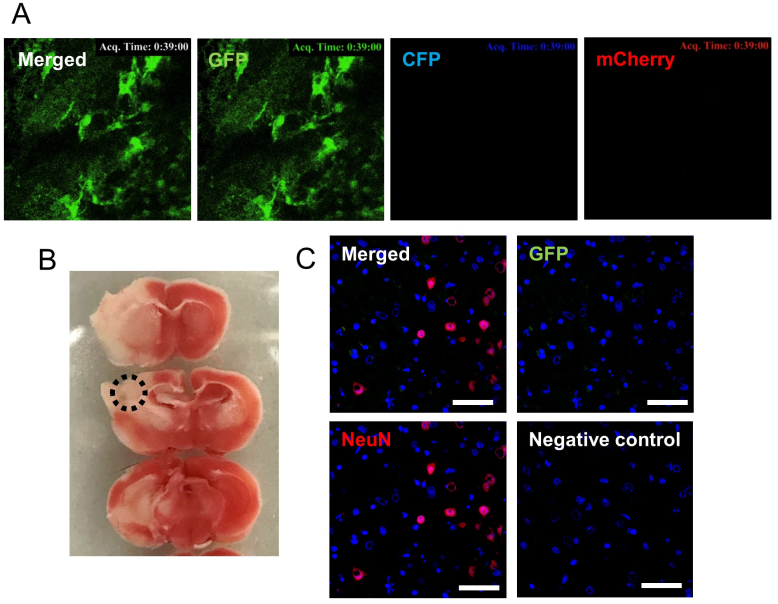 A
Acq. Time: 0:39:00
Merged
Acq. Time: 0:39:00
GFP
Acq. Time: 0:39:00
CFP
Acq. Time: 0:39:00
mCherry
B
C
Merged
GFP
NeuN
Negative control